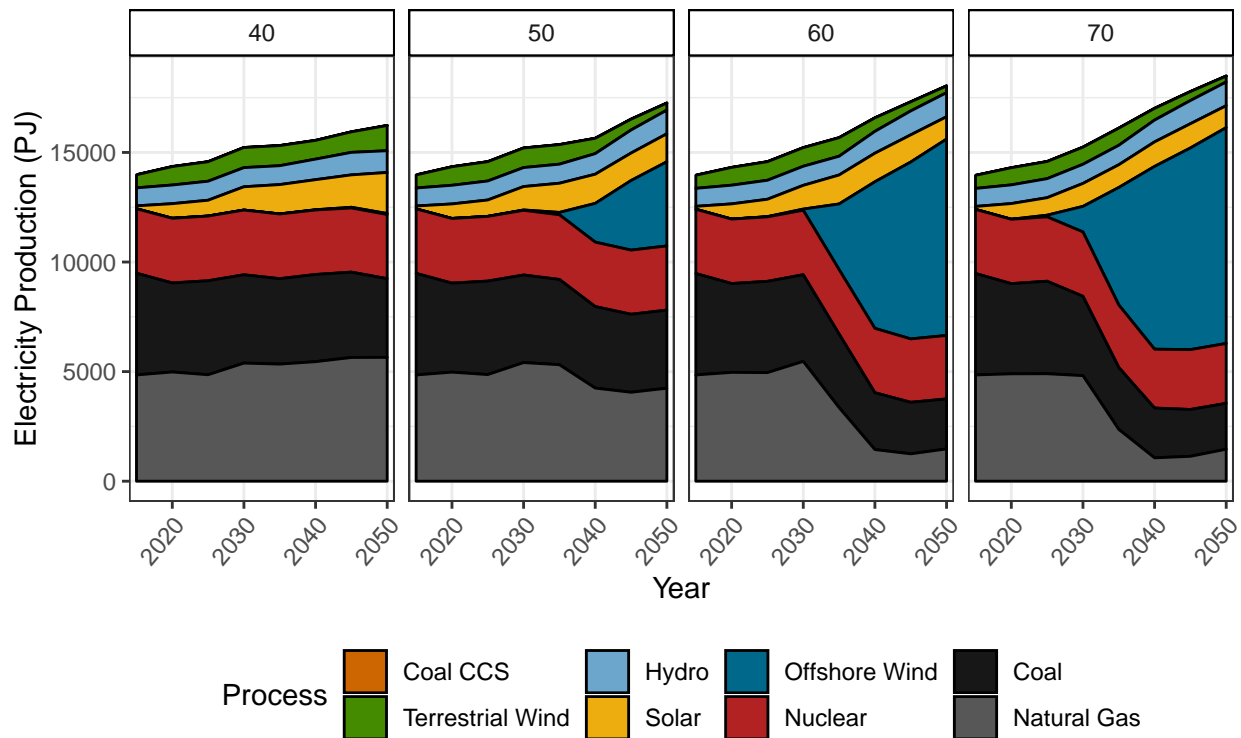 40 50 60 70
Electricity Production (PJ)
15000
10000
5000
0
2020 2030 2040 2050 2020 2030 2040 2050 2020 2030 2040 2050 2020 2030 2040 2050
Year
Process
Coal CCS Hydro Offshore Wind Coal
Terrestrial Wind Solar Nuclear Natural Gas